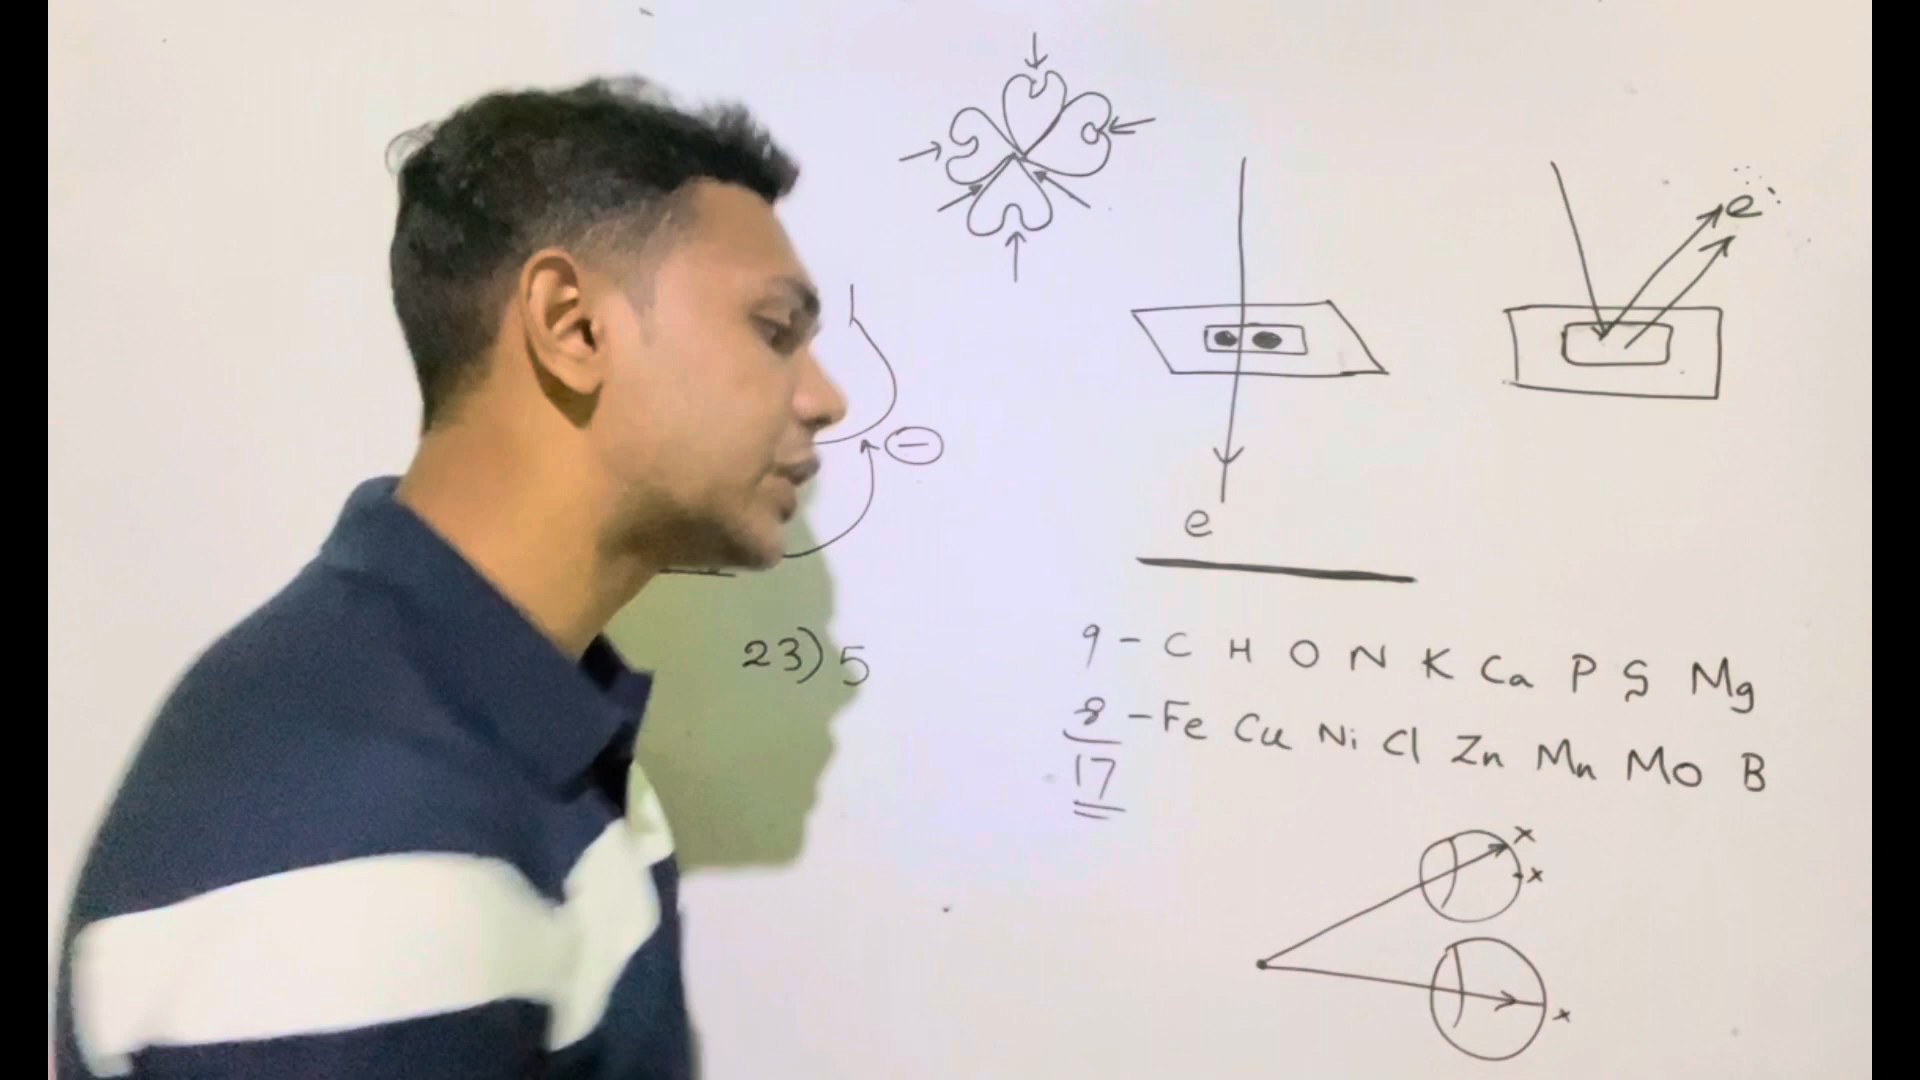 e
e
23) 5
9 - C H O N K Ca P S Mg
8 - Fe Cu Ni Cl Zn Mn Mo B
17
x
x
x